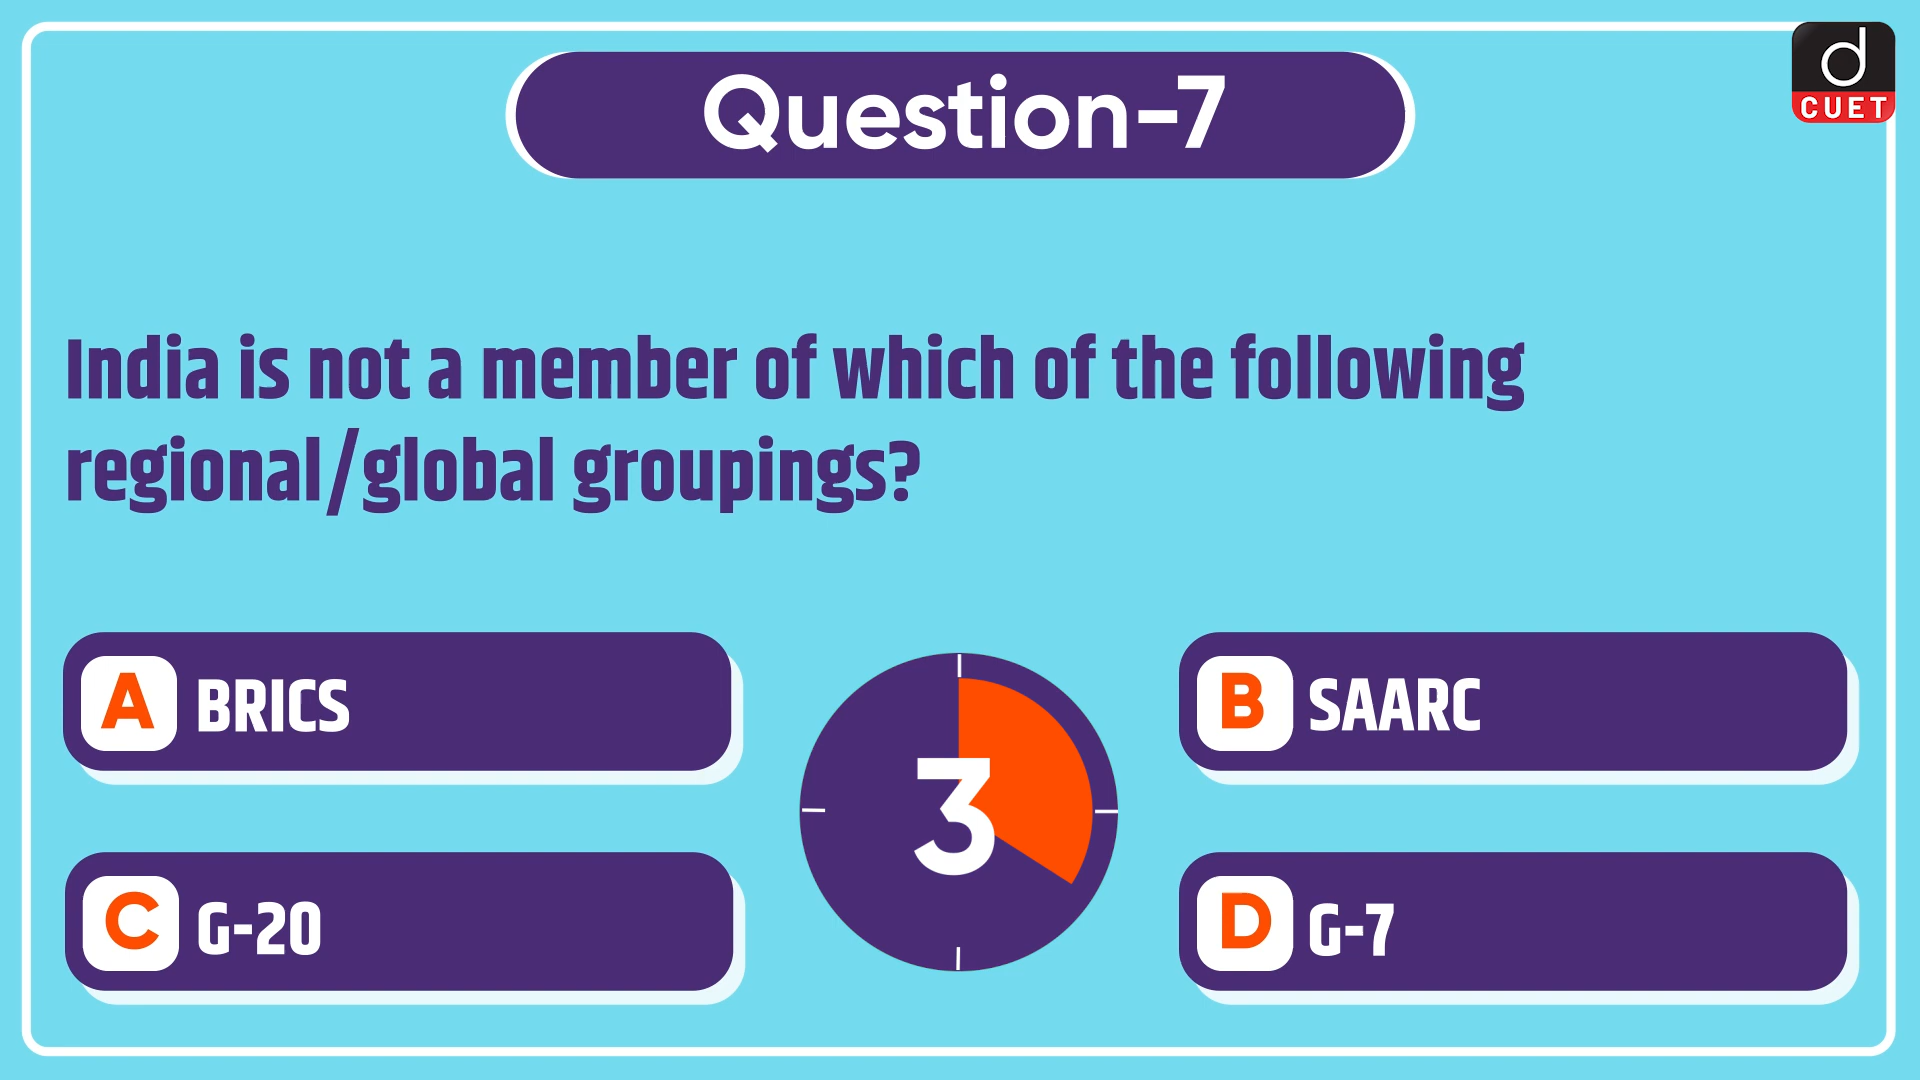 d
CUET
Question-7
India is not a member of which of the following
regional/global groupings?
A BRICS
B SAARC
3
C G-20
D G-7